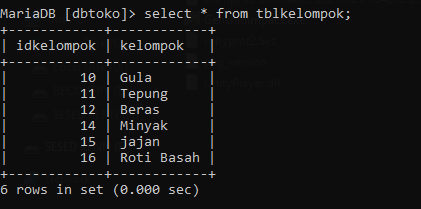 MariaDB [dbtoko]> select * from tblkelompok;
+------------+------------+
| idkelompok | kelompok   |
+------------+------------+
|         10 | Gula       |
|         11 | Tepung     |
|         12 | Beras      |
|         14 | Minyak     |
|         15 | jajan      |
|         16 | Roti Basah |
+------------+------------+
6 rows in set (0.000 sec)